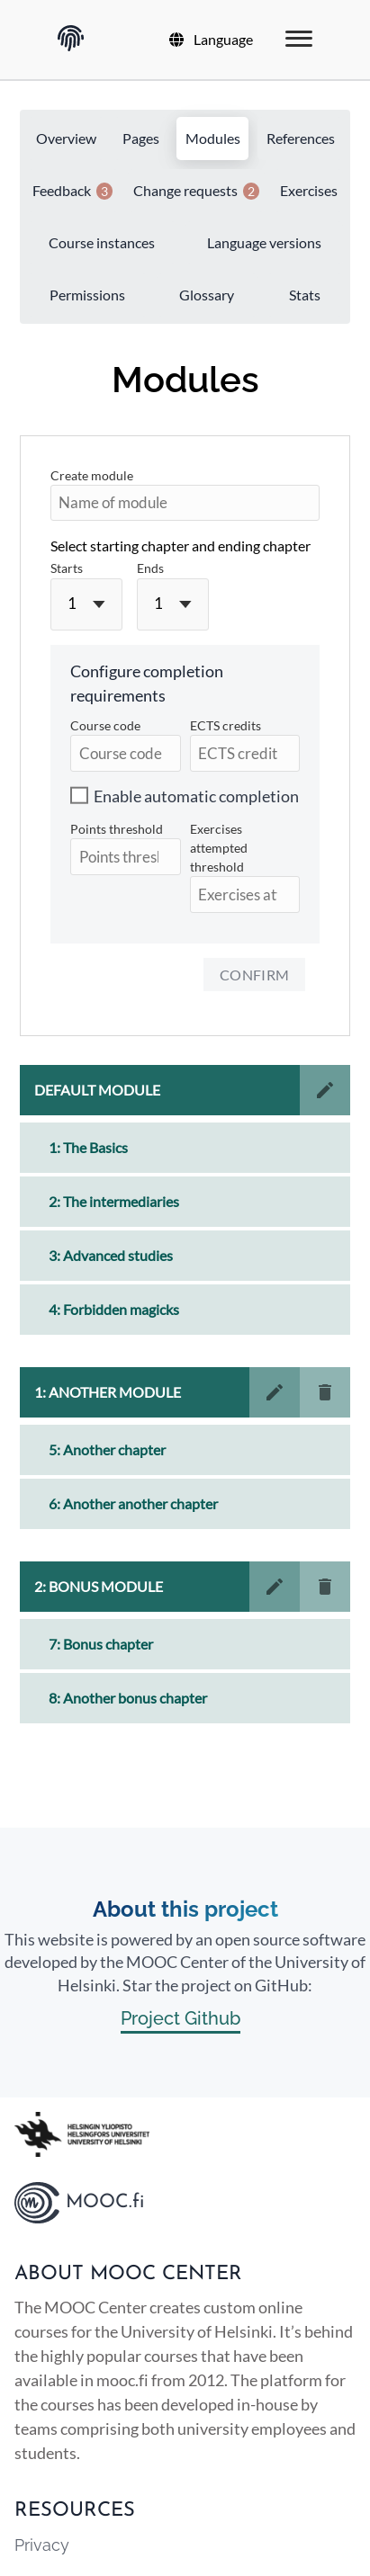 Language
Overview Pages Modules References
Feedback 3 Change requests 2 Exercises
Course instances Language versions
Permissions Glossary Stats
Modules
Create module
Name of module
Select starting chapter and ending chapter
Starts Ends
1 1
Configure completion
requirements
Course code ECTS credits
Course code ECTS credit
Enable automatic completion
Points threshold Exercises
attempted
threshold
Points thresh
Exercises at
CONFIRM
DEFAULT MODULE
1: The Basics
2: The intermediaries
3: Advanced studies
4: Forbidden magicks
1: ANOTHER MODULE
5: Another chapter
6: Another another chapter
2: BONUS MODULE
7: Bonus chapter
8: Another bonus chapter
About this project
This website is powered by an open source software
developed by the MOOC Center of the University of
Helsinki. Star the project on GitHub:
Project Github
HELSINGIN YLIOPISTO
HELSINGFORS UNIVERSITET
UNIVERSITY OF HELSINKI
MOOC.fi
ABOUT MOOC CENTER
The MOOC Center creates custom online
courses for the University of Helsinki. It’s behind
the highly popular courses that have been
available in mooc.fi from 2012. The platform for
the courses has been developed in-house by
teams comprising both university employees and
students.
RESOURCES
Privacy